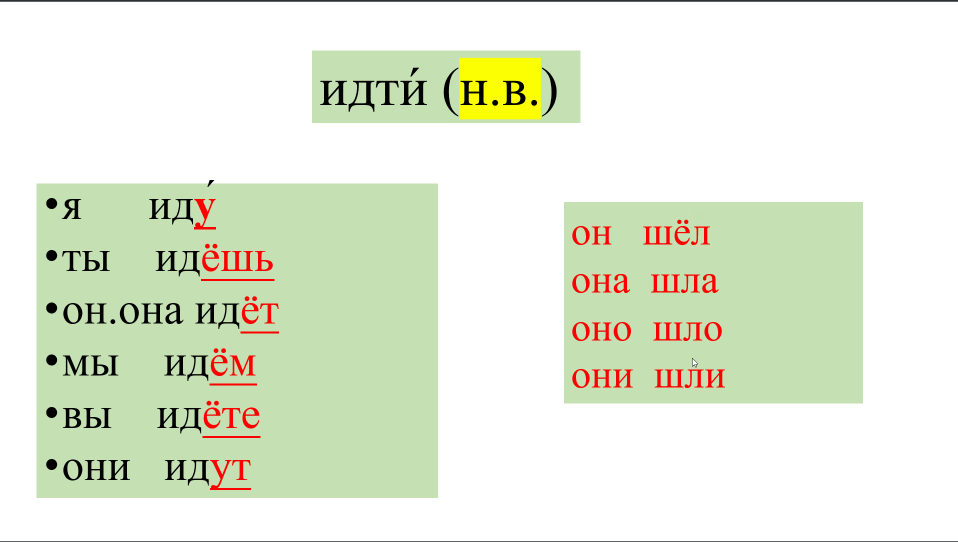 идти́ (н.в.)
•я иду́
•ты идёшь
•он.она идёт
•мы идём
•вы идёте
•они идут
он шёл
она шла
оно шло
они шли